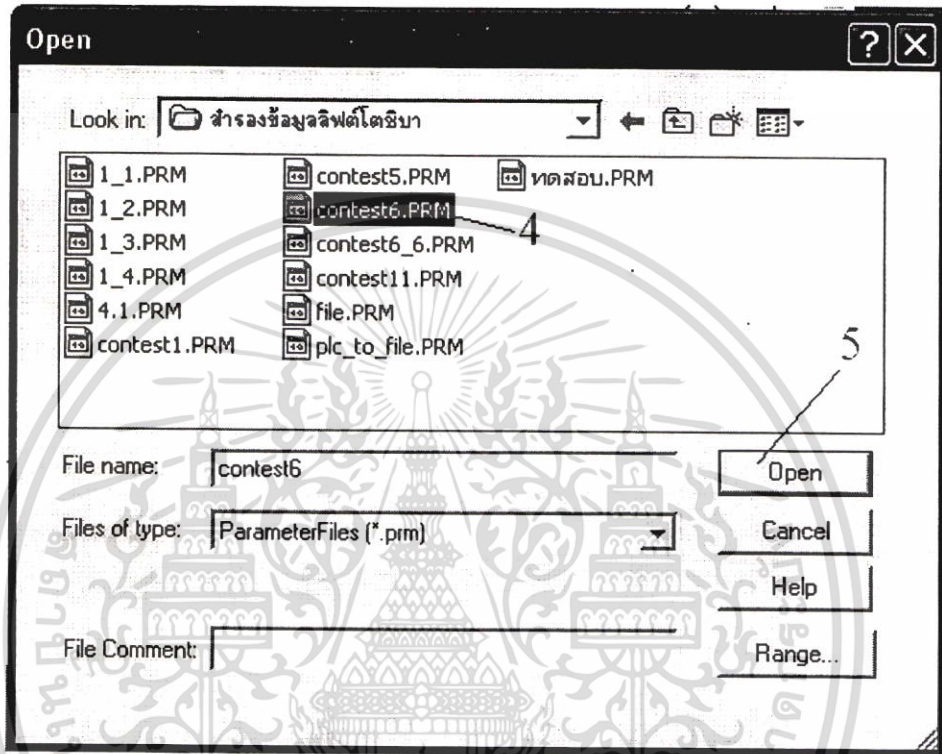 Open
Look in: สำรองข้อมูลลิฟต์โตชิบา
1_1.PRM
1_2.PRM
1_3.PRM
1_4.PRM
4.1.PRM
contest1.PRM
contest5.PRM
contest6.PRM
contest6_6.PRM
contest11.PRM
file.PRM
plc_to_file.PRM
ทดสอบ.PRM
4
5
File name: contest6
Open
Files of type: ParameterFiles (*.prm)
Cancel
Help
File Comment:
Range...